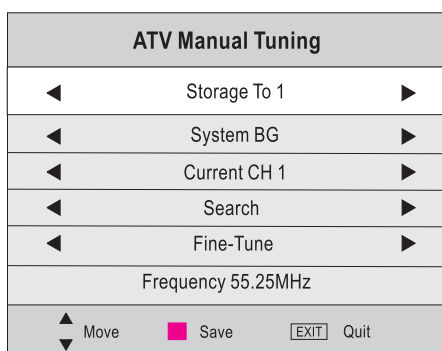 ATV Manual Tuning
Storage To 1
System BG
Current CH 1
Search
Fine-Tune
Frequency 55.25MHz
Move Save EXIT Quit